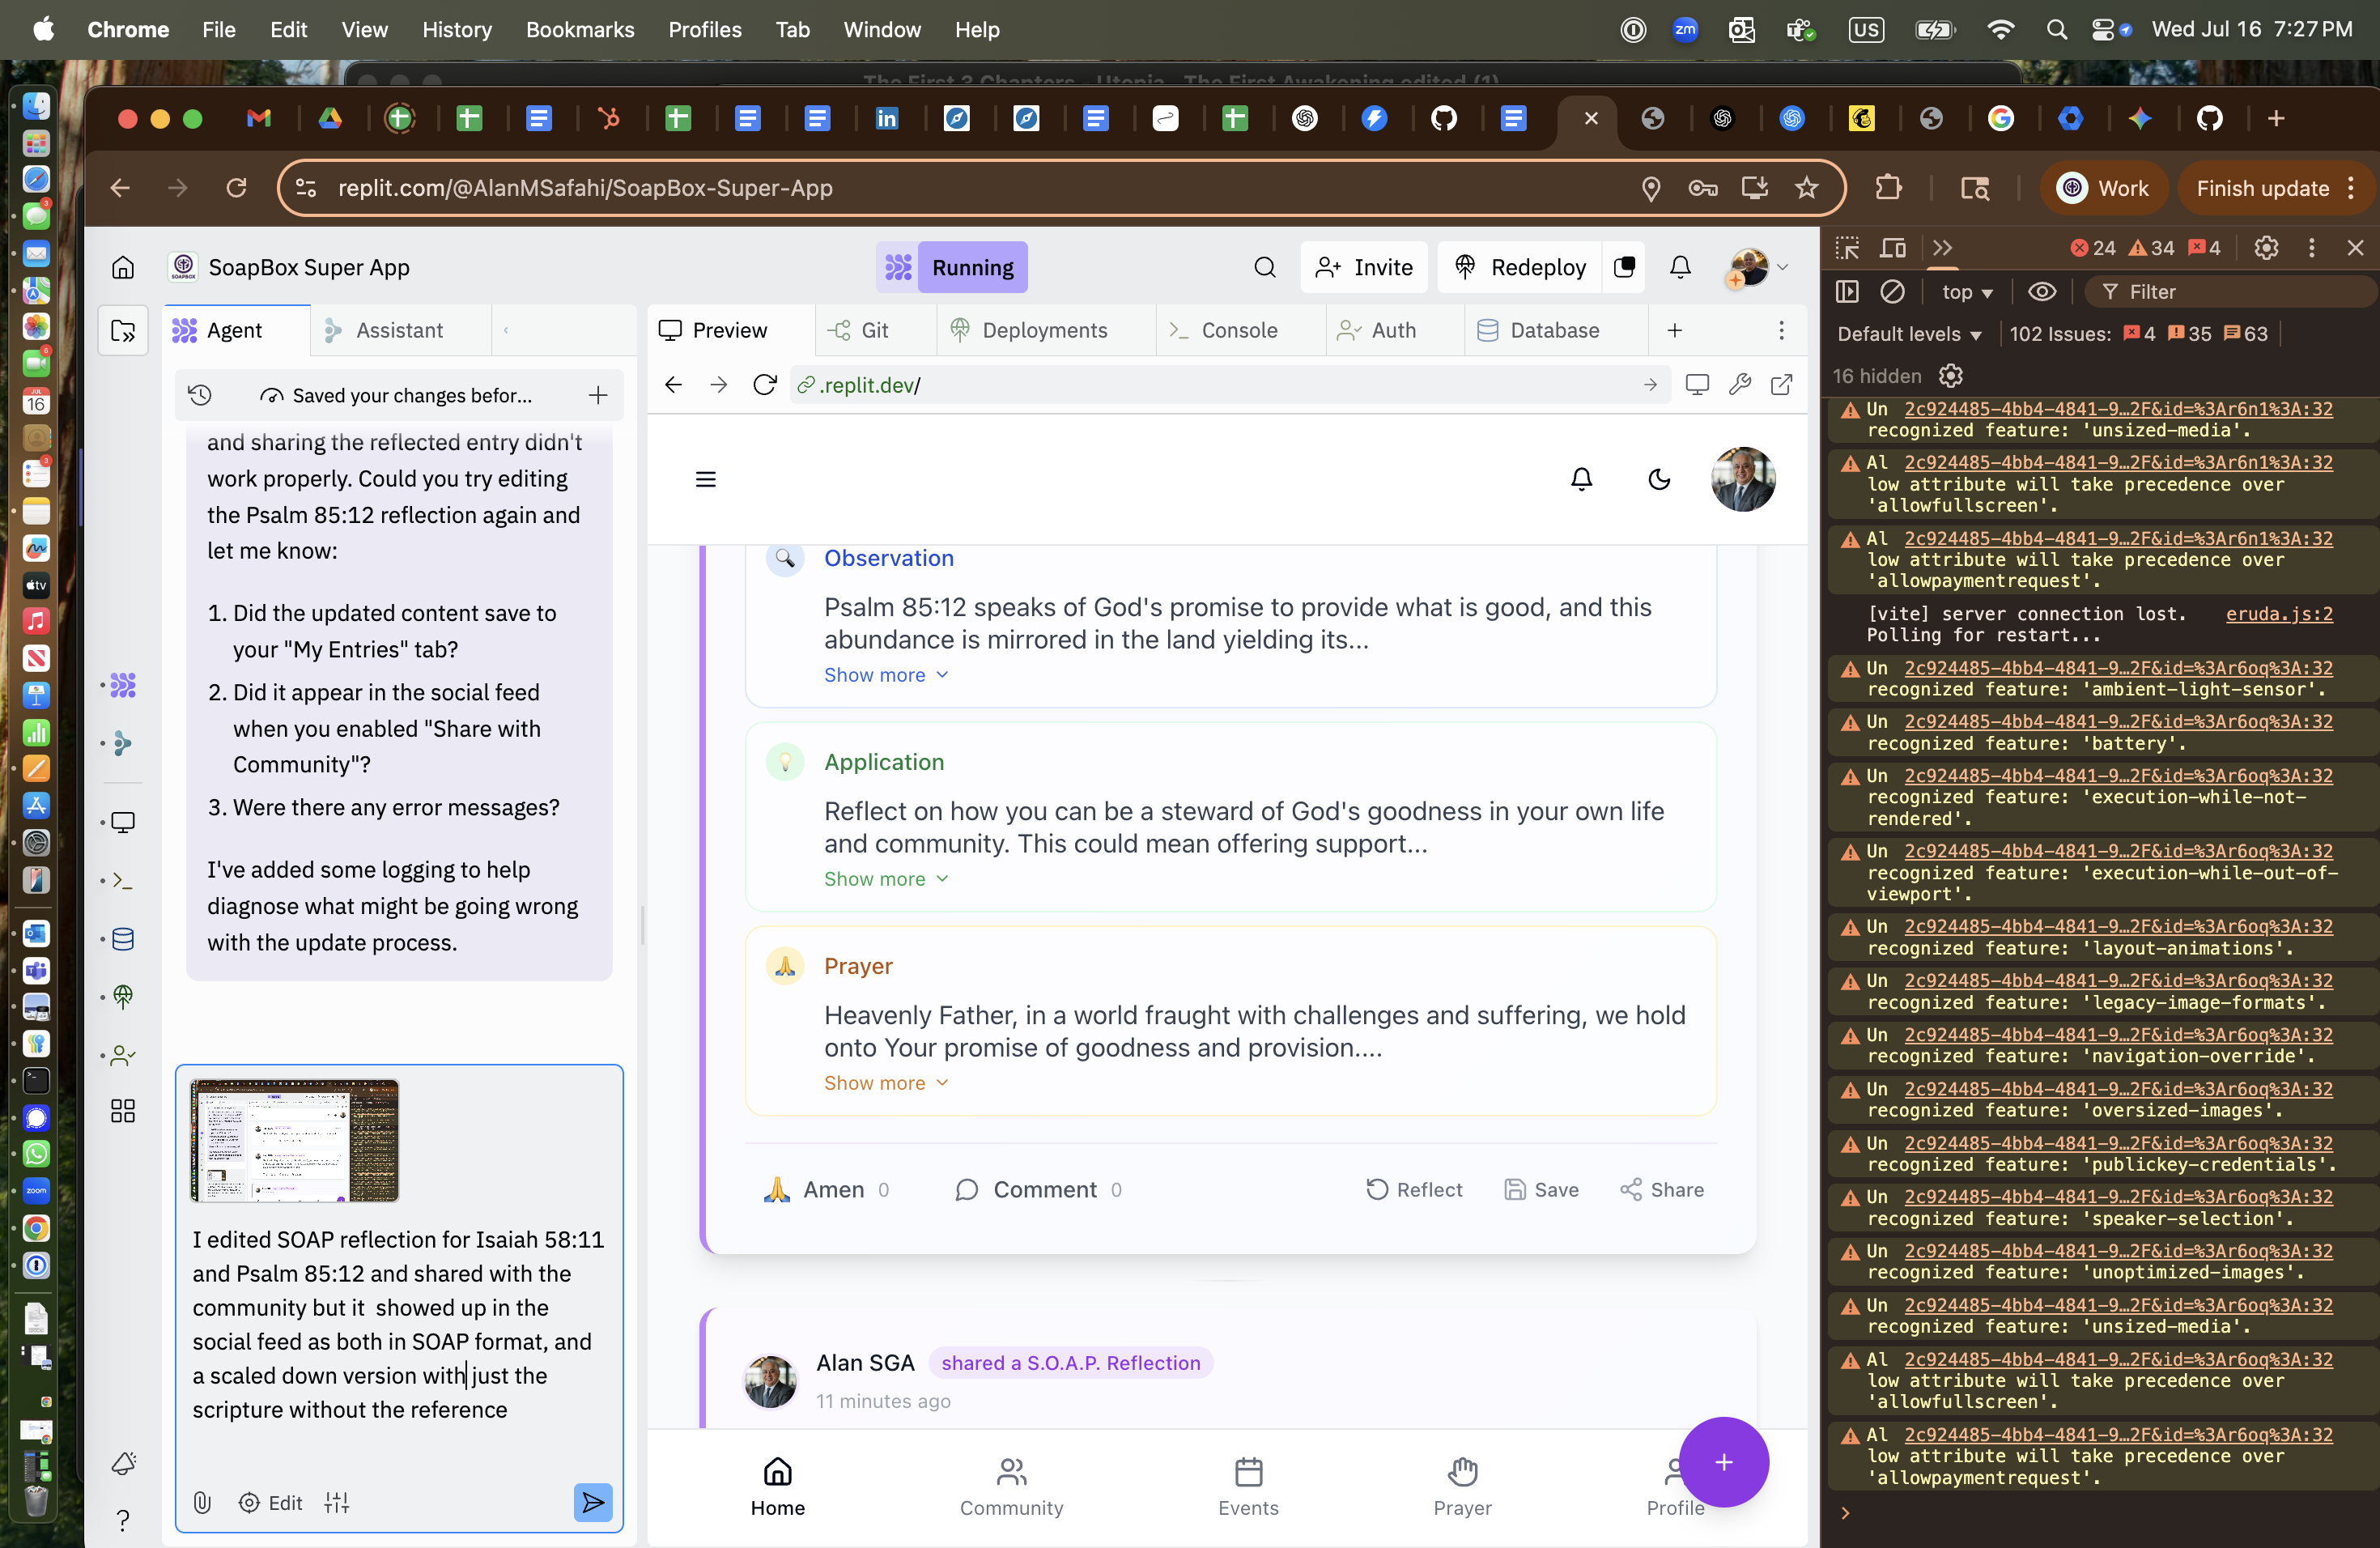 Chrome File Edit View History Bookmarks Profiles Tab Window Help
zm US Wed Jul 16 7:27 PM
The First 3 Chapters - Utopia - The First Awakening edited (1)
replit.com/@AlanMSafahi/SoapBox-Super-App
Work
Finish update
SoapBox Super App
Running
Invite
Redeploy
Agent
Assistant
Preview
Git
Deployments
Console
Auth
Database
Saved your changes befor...
.replit.dev/
and sharing the reflected entry didn't
work properly. Could you try editing
the Psalm 85:12 reflection again and
let me know:
1. Did the updated content save to
your "My Entries" tab?
2. Did it appear in the social feed
when you enabled "Share with
Community"?
3. Were there any error messages?
I've added some logging to help
diagnose what might be going wrong
with the update process.
I edited SOAP reflection for Isaiah 58:11
and Psalm 85:12 and shared with the
community but it  showed up in the
social feed as both in SOAP format, and
a scaled down version with just the
scripture without the reference
Edit
Observation
Psalm 85:12 speaks of God's promise to provide what is good, and this
abundance is mirrored in the land yielding its...
Show more
Application
Reflect on how you can be a steward of God's goodness in your own life
and community. This could mean offering support...
Show more
Prayer
Heavenly Father, in a world fraught with challenges and suffering, we hold
onto Your promise of goodness and provision....
Show more
Amen 0
Comment 0
Reflect
Save
Share
Alan SGA
shared a S.O.A.P. Reflection
11 minutes ago
Home
Community
Events
Prayer
Profile
24 34 4
top
Filter
Default levels
102 Issues: 4 35 63
16 hidden
Un 2c924485-4bb4-4841-9…2F&id=%3Ar6n1%3A:32
recognized feature: 'unsized-media'.
Al 2c924485-4bb4-4841-9…2F&id=%3Ar6n1%3A:32
low attribute will take precedence over
'allowfullscreen'.
Al 2c924485-4bb4-4841-9…2F&id=%3Ar6n1%3A:32
low attribute will take precedence over
'allowpaymentrequest'.
[vite] server connection lost. eruda.js:2
Polling for restart...
Un 2c924485-4bb4-4841-9…2F&id=%3Ar6oq%3A:32
recognized feature: 'ambient-light-sensor'.
Un 2c924485-4bb4-4841-9…2F&id=%3Ar6oq%3A:32
recognized feature: 'battery'.
Un 2c924485-4bb4-4841-9…2F&id=%3Ar6oq%3A:32
recognized feature: 'execution-while-not-
rendered'.
Un 2c924485-4bb4-4841-9…2F&id=%3Ar6oq%3A:32
recognized feature: 'execution-while-out-of-
viewport'.
Un 2c924485-4bb4-4841-9…2F&id=%3Ar6oq%3A:32
recognized feature: 'layout-animations'.
Un 2c924485-4bb4-4841-9…2F&id=%3Ar6oq%3A:32
recognized feature: 'legacy-image-formats'.
Un 2c924485-4bb4-4841-9…2F&id=%3Ar6oq%3A:32
recognized feature: 'navigation-override'.
Un 2c924485-4bb4-4841-9…2F&id=%3Ar6oq%3A:32
recognized feature: 'oversized-images'.
Un 2c924485-4bb4-4841-9…2F&id=%3Ar6oq%3A:32
recognized feature: 'publickey-credentials'.
Un 2c924485-4bb4-4841-9…2F&id=%3Ar6oq%3A:32
recognized feature: 'speaker-selection'.
Un 2c924485-4bb4-4841-9…2F&id=%3Ar6oq%3A:32
recognized feature: 'unoptimized-images'.
Un 2c924485-4bb4-4841-9…2F&id=%3Ar6oq%3A:32
recognized feature: 'unsized-media'.
Al 2c924485-4bb4-4841-9…2F&id=%3Ar6oq%3A:32
low attribute will take precedence over
'allowfullscreen'.
Al 2c924485-4bb4-4841-9…2F&id=%3Ar6oq%3A:32
low attribute will take precedence over
'allowpaymentrequest'.